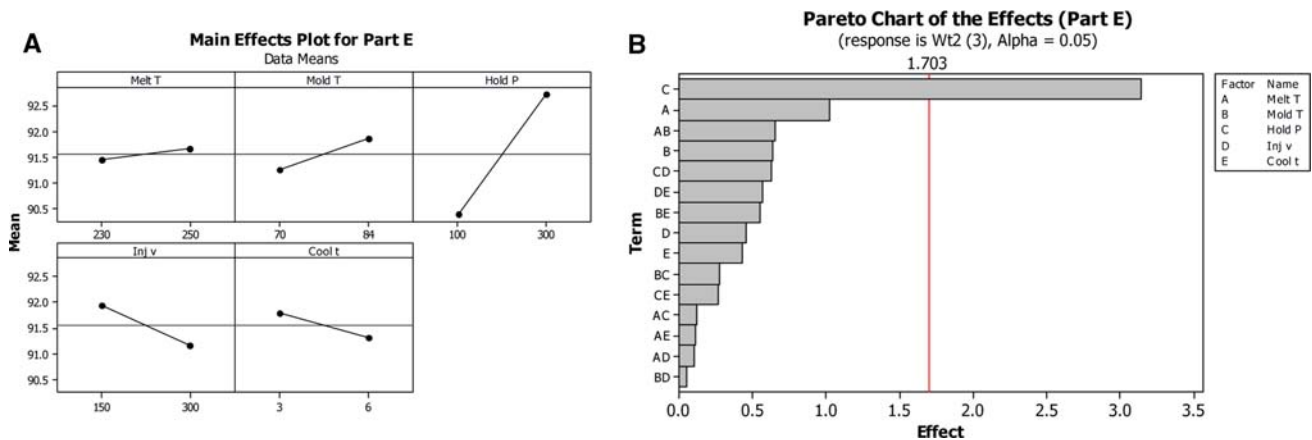 A
Main Effects Plot for Part E
Data Means
Melt T Mold T Hold P
92.5
92.0
91.5
91.0
90.5
230 250 70 84 100 300
Inj v Cool t
92.5
92.0
91.5
91.0
90.5
150 300 3 6
Mean
B
Pareto Chart of the Effects (Part E)
(response is Wt2 (3), Alpha = 0.05)
1.703
C
A
AB
B
CD
DE
BE
D
E
BC
CE
AC
AE
AD
BD
Term
0.0 0.5 1.0 1.5 2.0 2.5 3.0 3.5
Effect
Factor Name
A Melt T
B Mold T
C Hold P
D Inj v
E Cool t